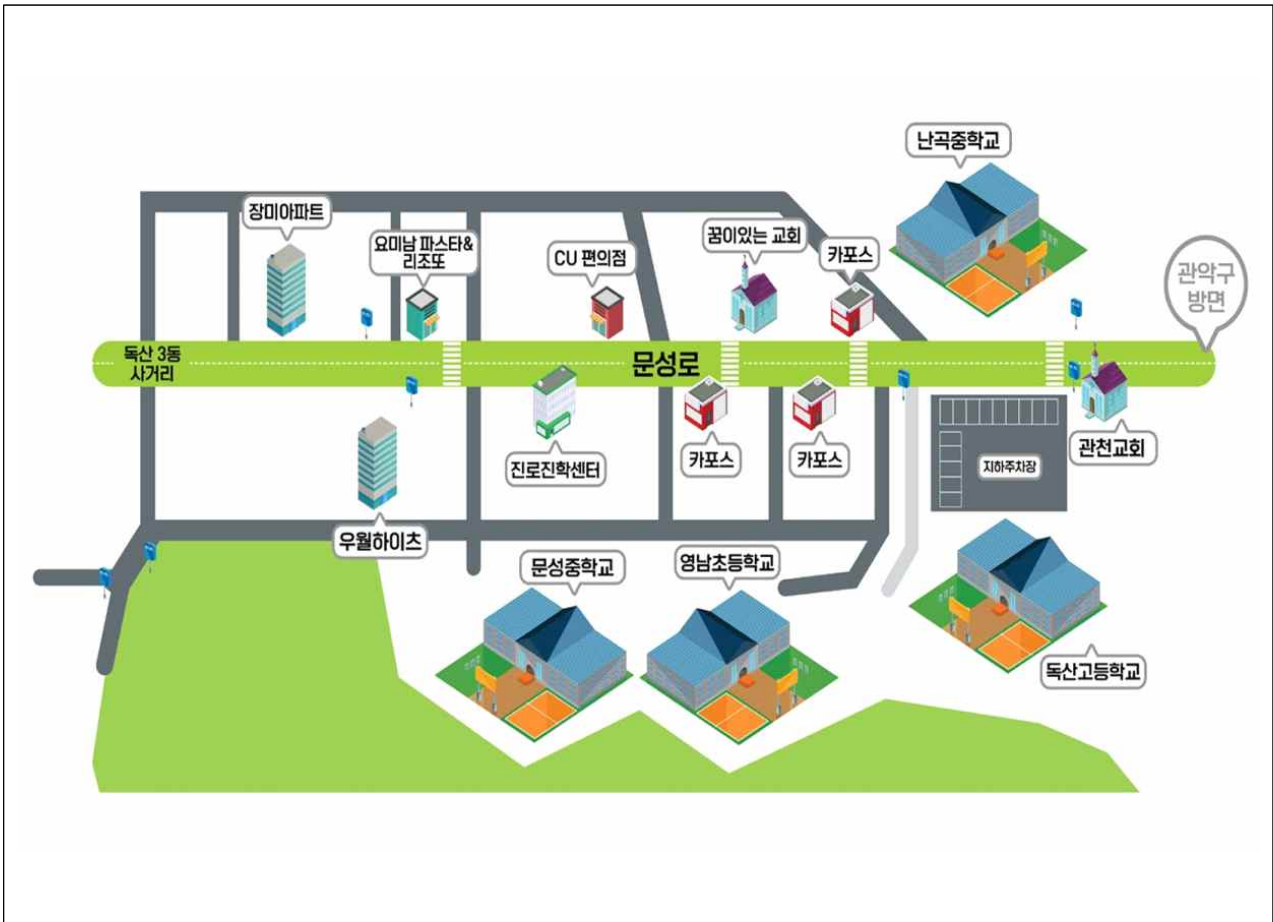 난곡중학교
장미아파트
요미남 파스타&
리조또
CU 편의점
꿈이있는 교회
카포스
관악구
방면
독산 3동
사거리
문성로
진로진학센터
카포스
카포스
지하주차장
관천교회
우월하이츠
문성중학교
영남초등학교
독산고등학교